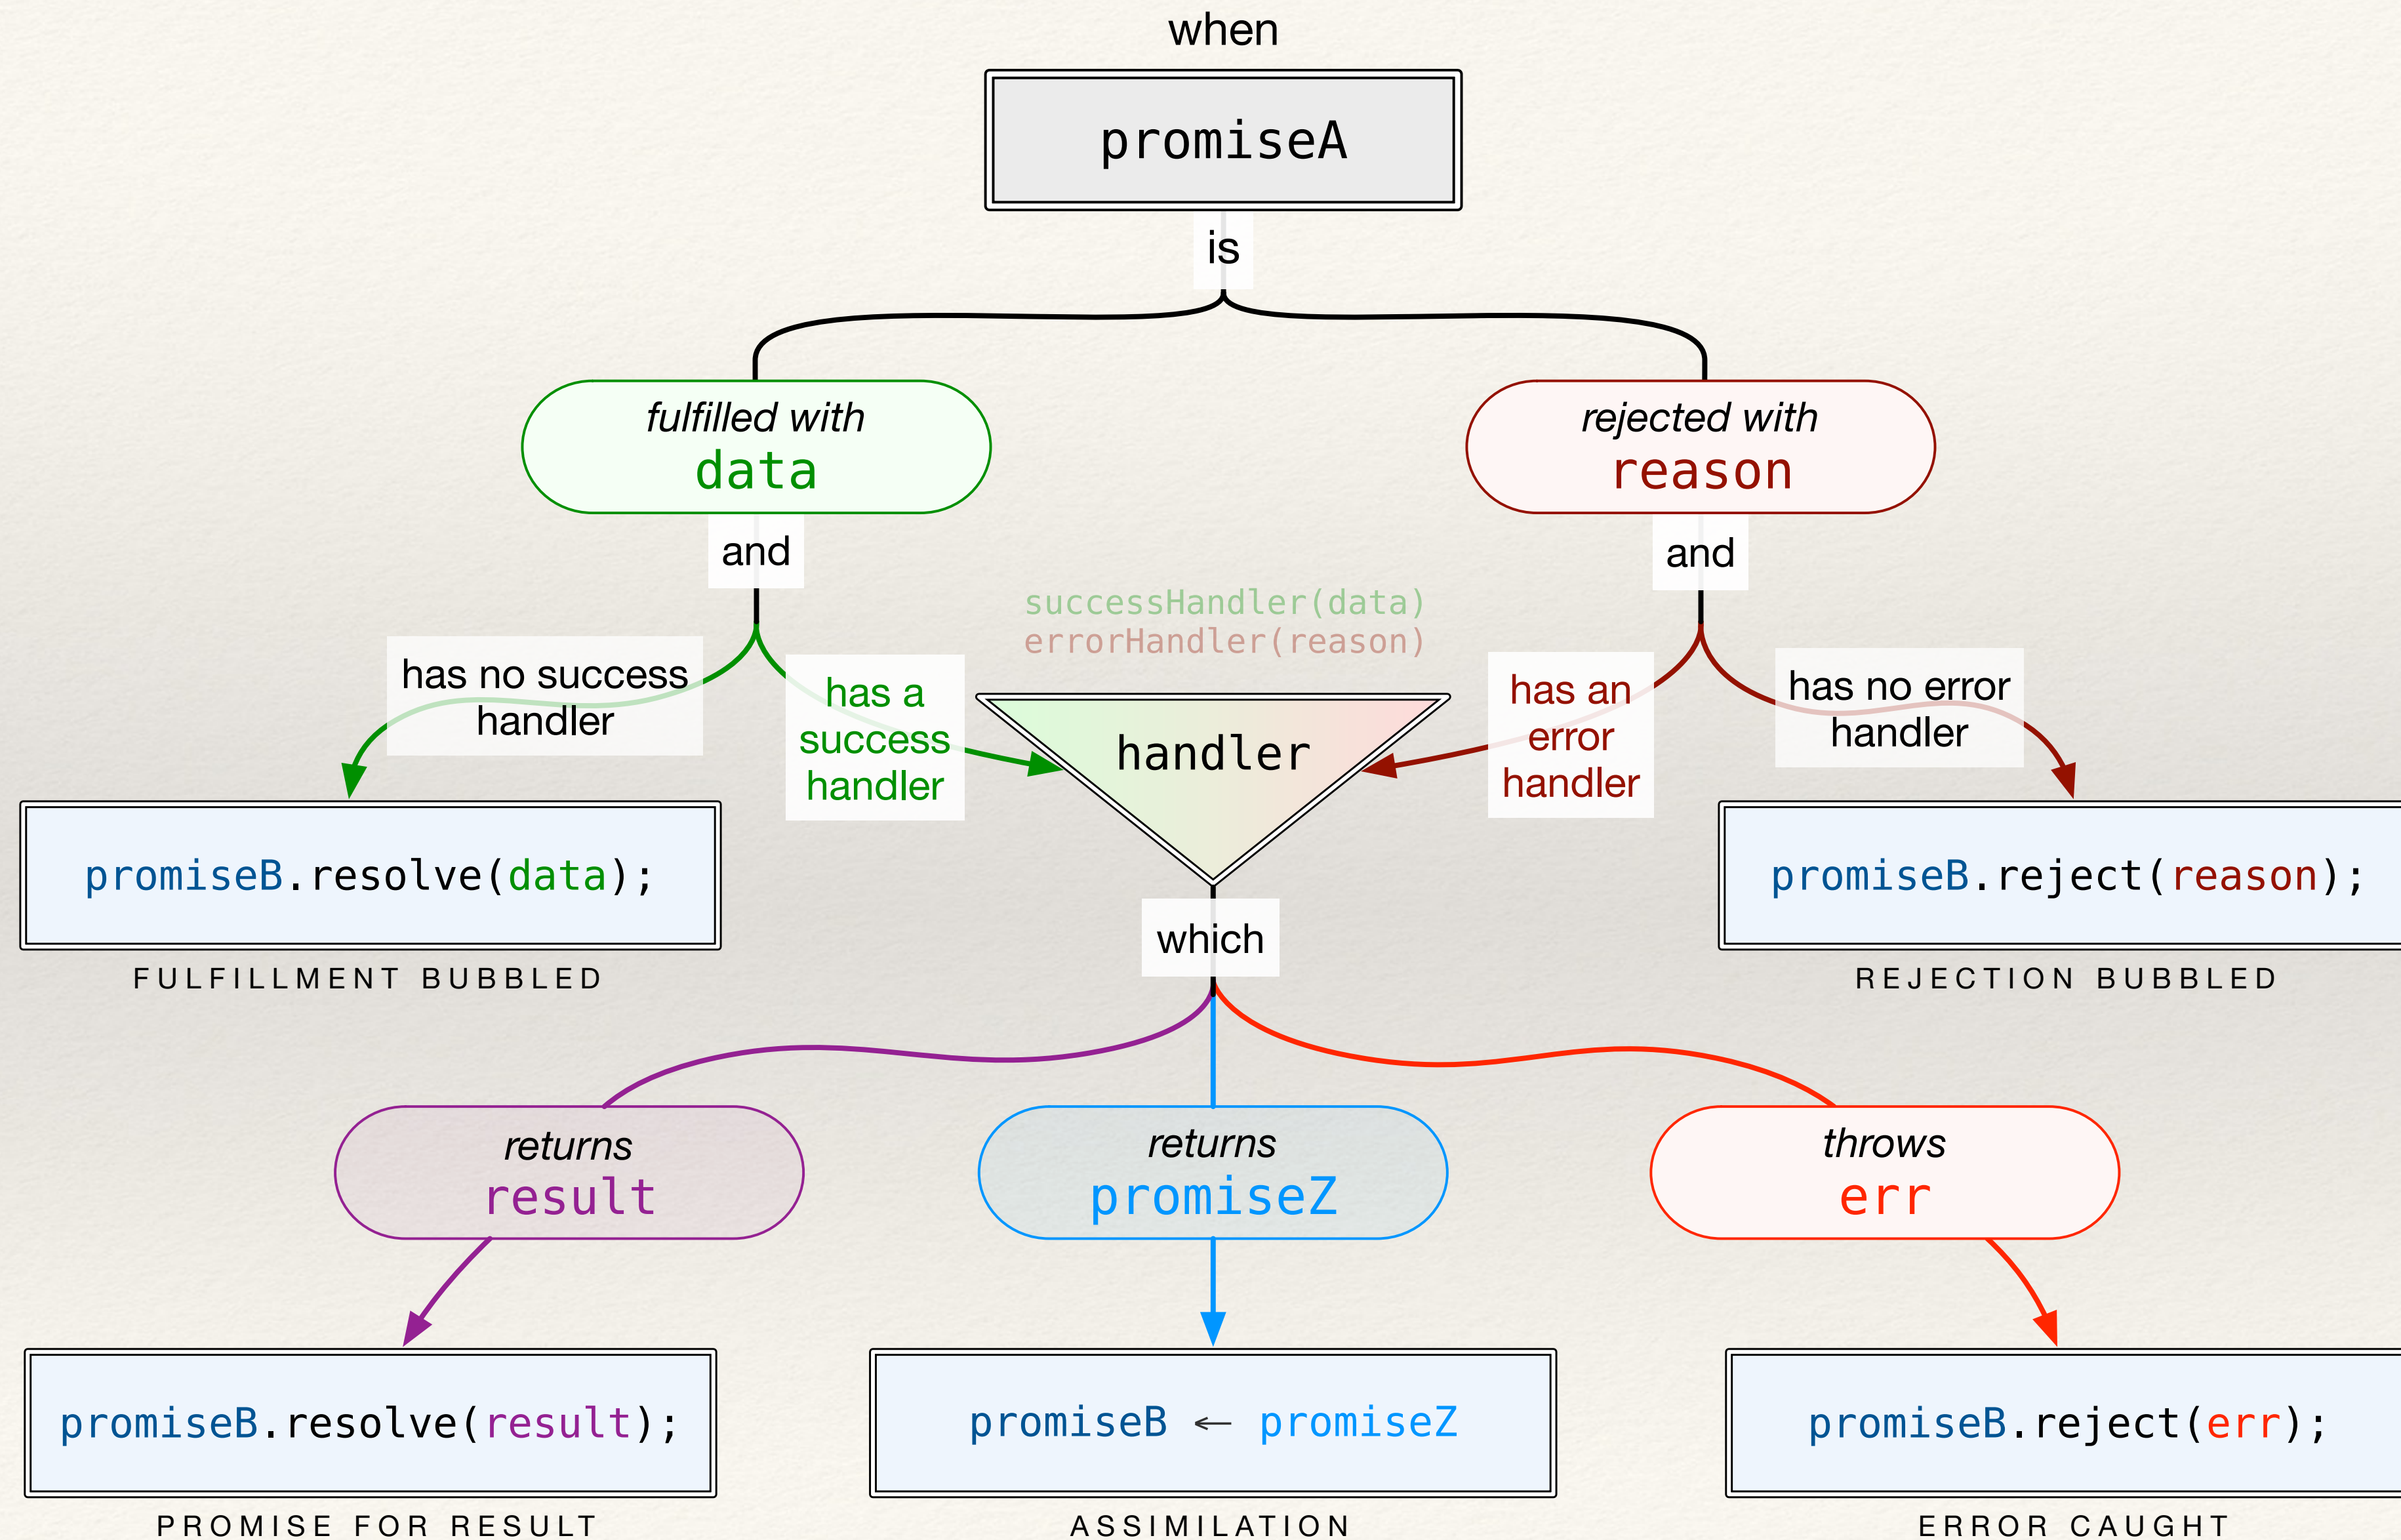 when
promiseA
is
fulfilled with
data
rejected with
reason
and
and
successHandler(data)
errorHandler(reason)
has no success
handler
has a
success
handler
handler
has an
error
handler
has no error
handler
promiseB.resolve(data);
FULFILLMENT BUBBLED
promiseB.reject(reason);
REJECTION BUBBLED
which
returns
result
returns
promiseZ
throws
err
promiseB.resolve(result);
PROMISE FOR RESULT
promiseB ← promiseZ
ASSIMILATION
promiseB.reject(err);
ERROR CAUGHT